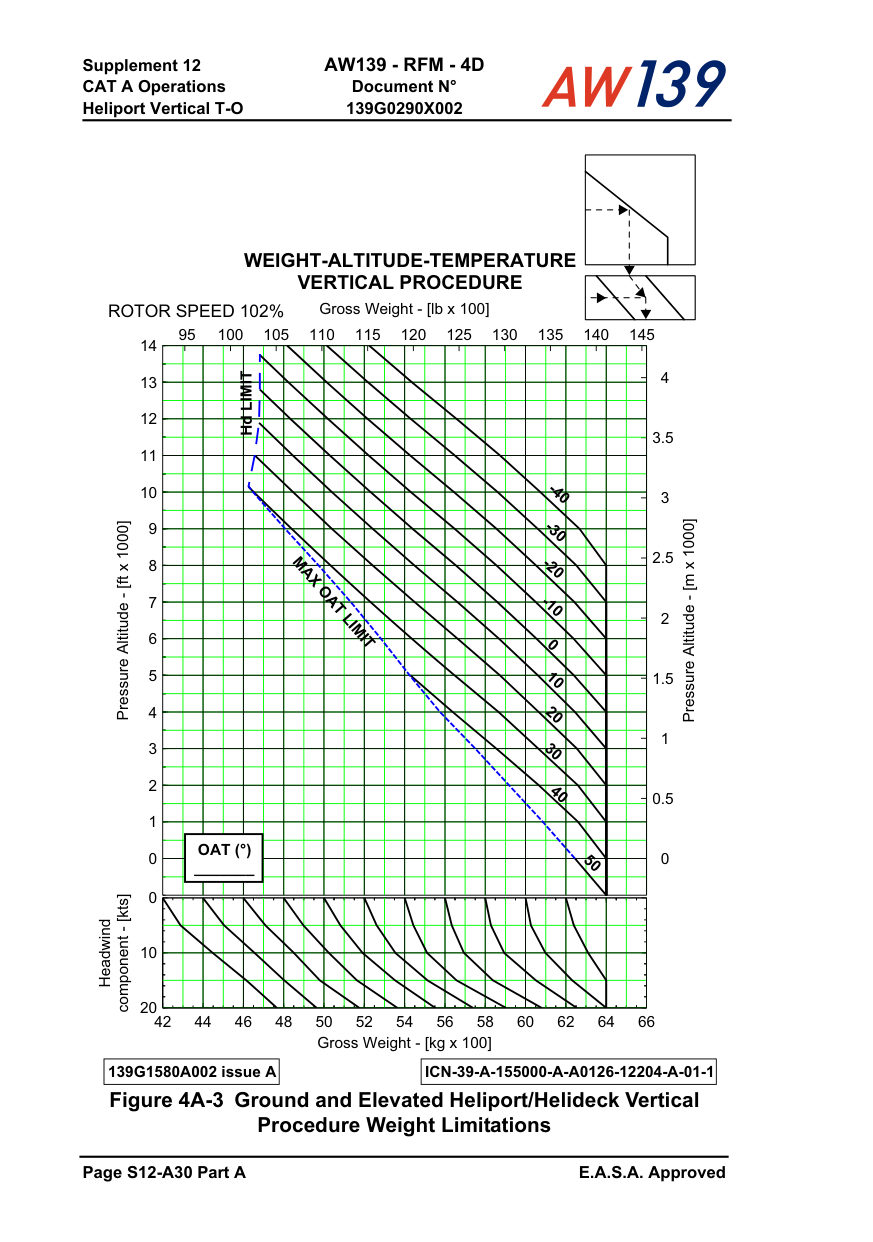 Supplement 12
CAT A Operations
Heliport Vertical T-O
AW139 - RFM - 4D
Document N°
139G0290X002
AW139
WEIGHT-ALTITUDE-TEMPERATURE
VERTICAL PROCEDURE
ROTOR SPEED 102%
Gross Weight - [lb x 100]
95 100 105 110 115 120 125 130 135 140 145
14
13
12
11
10
9
8
7
6
5
4
3
2
1
0
Pressure Altitude - [ft x 1000]
Hd LIMIT
MAX OAT LIMIT
-40
-30
-20
-10
0
10
20
30
40
50
4
3.5
3
2.5
2
1.5
1
0.5
0
Pressure Altitude - [m x 1000]
OAT (°)
Headwind
component - [kts]
0
10
20
42 44 46 48 50 52 54 56 58 60 62 64 66
Gross Weight - [kg x 100]
139G1580A002 issue A
ICN-39-A-155000-A-A0126-12204-A-01-1
Figure 4A-3 Ground and Elevated Heliport/Helideck Vertical
Procedure Weight Limitations
Page S12-A30 Part A
E.A.S.A. Approved